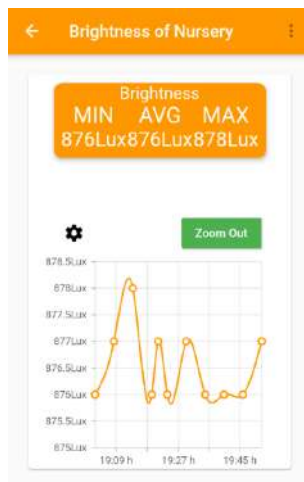 Brightness of Nursery
Brightness
MIN AVG MAX
876Lux876Lux878Lux
Zoom Out
878.5Lux
878Lux
877.5Lux
877Lux
876.5Lux
876Lux
875.5Lux
875Lux
19:09 h 19:27 h 19:45 h